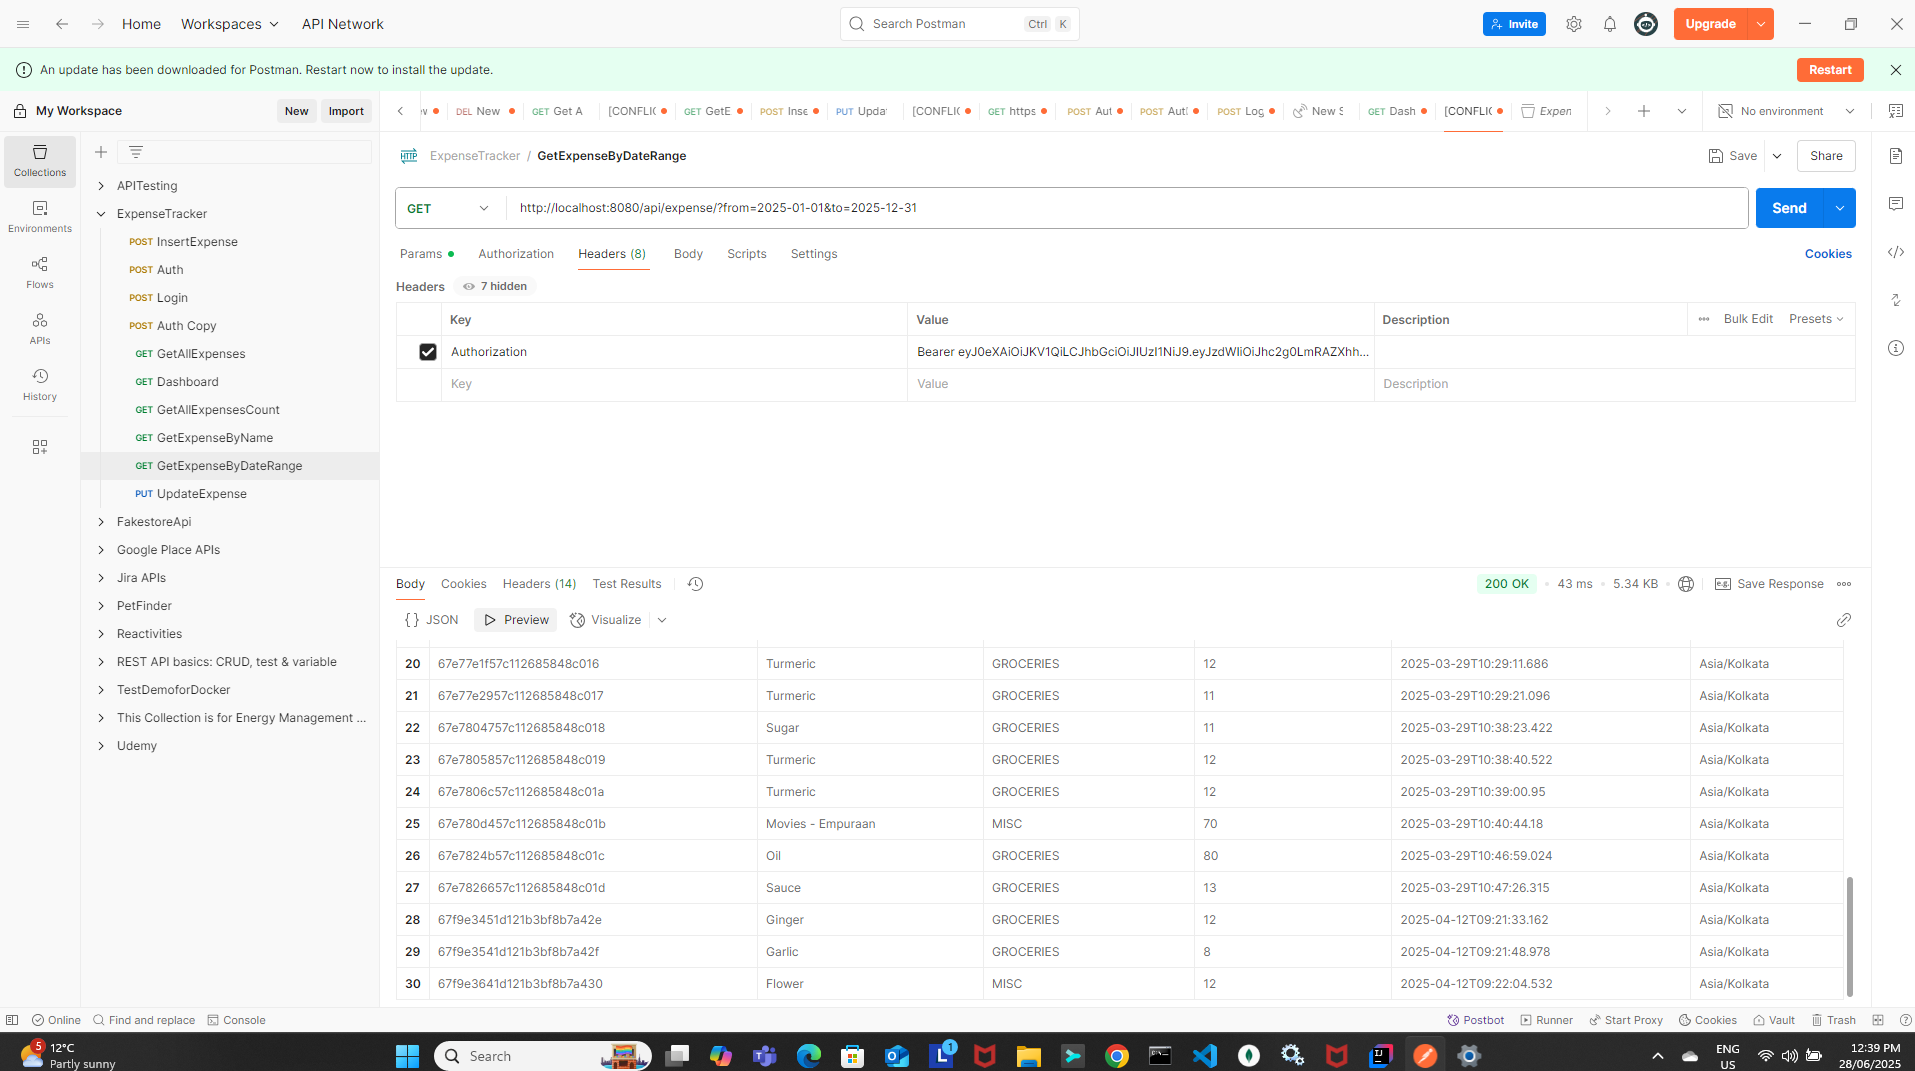 Home Workspaces API Network Search Postman Ctrl K Invite Upgrade
An update has been downloaded for Postman. Restart now to install the update. Restart
My Workspace New Import
DEL New GET Get A [CONFLIC GET GetE POST Inse PUT Upda [CONFLIC GET https POST Aut POST Aut POST Log New S GET Dash [CONFLIC Expen No environment
Collections
Environments
Flows
APIs
History
APITesting
ExpenseTracker
POST InsertExpense
POST Auth
POST Login
POST Auth Copy
GET GetAllExpenses
GET Dashboard
GET GetAllExpensesCount
GET GetExpenseByName
GET GetExpenseByDateRange
PUT UpdateExpense
FakestoreApi
Google Place APIs
Jira APIs
PetFinder
Reactivities
REST API basics: CRUD, test & variable
TestDemoforDocker
This Collection is for Energy Management ...
Udemy
HTTP ExpenseTracker / GetExpenseByDateRange Save Share
GET http://localhost:8080/api/expense/?from=2025-01-01&to=2025-12-31 Send
Params Authorization Headers (8) Body Scripts Settings Cookies
Headers 7 hidden
Key Value Description Bulk Edit Presets
Authorization Bearer eyJ0eXAiOiJKV1QiLCJhbGciOiJIUzI1NiJ9.eyJzdWIiOiJhc2g0LmRAZXhh...
Key Value Description
Body Cookies Headers (14) Test Results 200 OK 43 ms 5.34 KB e.g. Save Response
{} JSON Preview Visualize
20 67e77e1f57c112685848c016 Turmeric GROCERIES 12 2025-03-29T10:29:11.686 Asia/Kolkata
21 67e77e2957c112685848c017 Turmeric GROCERIES 11 2025-03-29T10:29:21.096 Asia/Kolkata
22 67e7804757c112685848c018 Sugar GROCERIES 11 2025-03-29T10:38:23.422 Asia/Kolkata
23 67e7805857c112685848c019 Turmeric GROCERIES 12 2025-03-29T10:38:40.522 Asia/Kolkata
24 67e7806c57c112685848c01a Turmeric GROCERIES 12 2025-03-29T10:39:00.95 Asia/Kolkata
25 67e780d457c112685848c01b Movies - Empuraan MISC 70 2025-03-29T10:40:44.18 Asia/Kolkata
26 67e7824b57c112685848c01c Oil GROCERIES 80 2025-03-29T10:46:59.024 Asia/Kolkata
27 67e7826657c112685848c01d Sauce GROCERIES 13 2025-03-29T10:47:26.315 Asia/Kolkata
28 67f9e3451d121b3bf8b7a42e Ginger GROCERIES 12 2025-04-12T09:21:33.162 Asia/Kolkata
29 67f9e3541d121b3bf8b7a42f Garlic GROCERIES 8 2025-04-12T09:21:48.978 Asia/Kolkata
30 67f9e3641d121b3bf8b7a430 Flower MISC 12 2025-04-12T09:22:04.532 Asia/Kolkata
Online Find and replace Console Postbot Runner Start Proxy Cookies Vault Trash
5 12°C
Partly sunny
Search
1
ENG
US
12:39 PM
28/06/2025